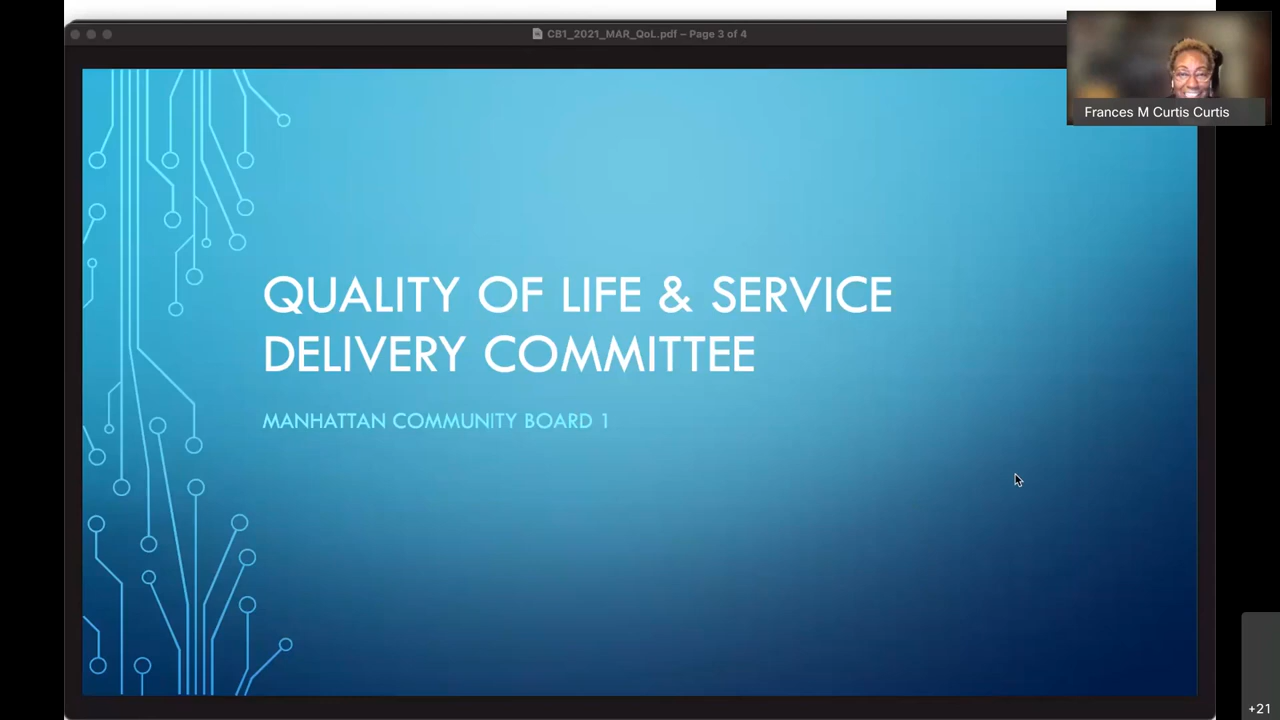 CB1_2021_MAR_QoL.pdf – Page 3 of 4
Frances M Curtis Curtis
QUALITY OF LIFE & SERVICE
DELIVERY COMMITTEE
MANHATTAN COMMUNITY BOARD 1
+21